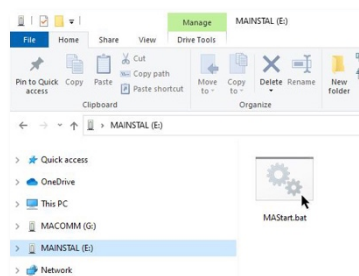 Manage
MAINSTAL (E:)
File
Home
Share
View
Drive Tools
Pin to Quick access
Copy
Paste
Cut
Copy path
Paste shortcut
Move to
Copy to
Delete
Rename
New folder
Clipboard
Organize
MAINSTAL (E:)
Quick access
OneDrive
This PC
MACOMM (G:)
MAINSTAL (E:)
Network
MAStart.bat